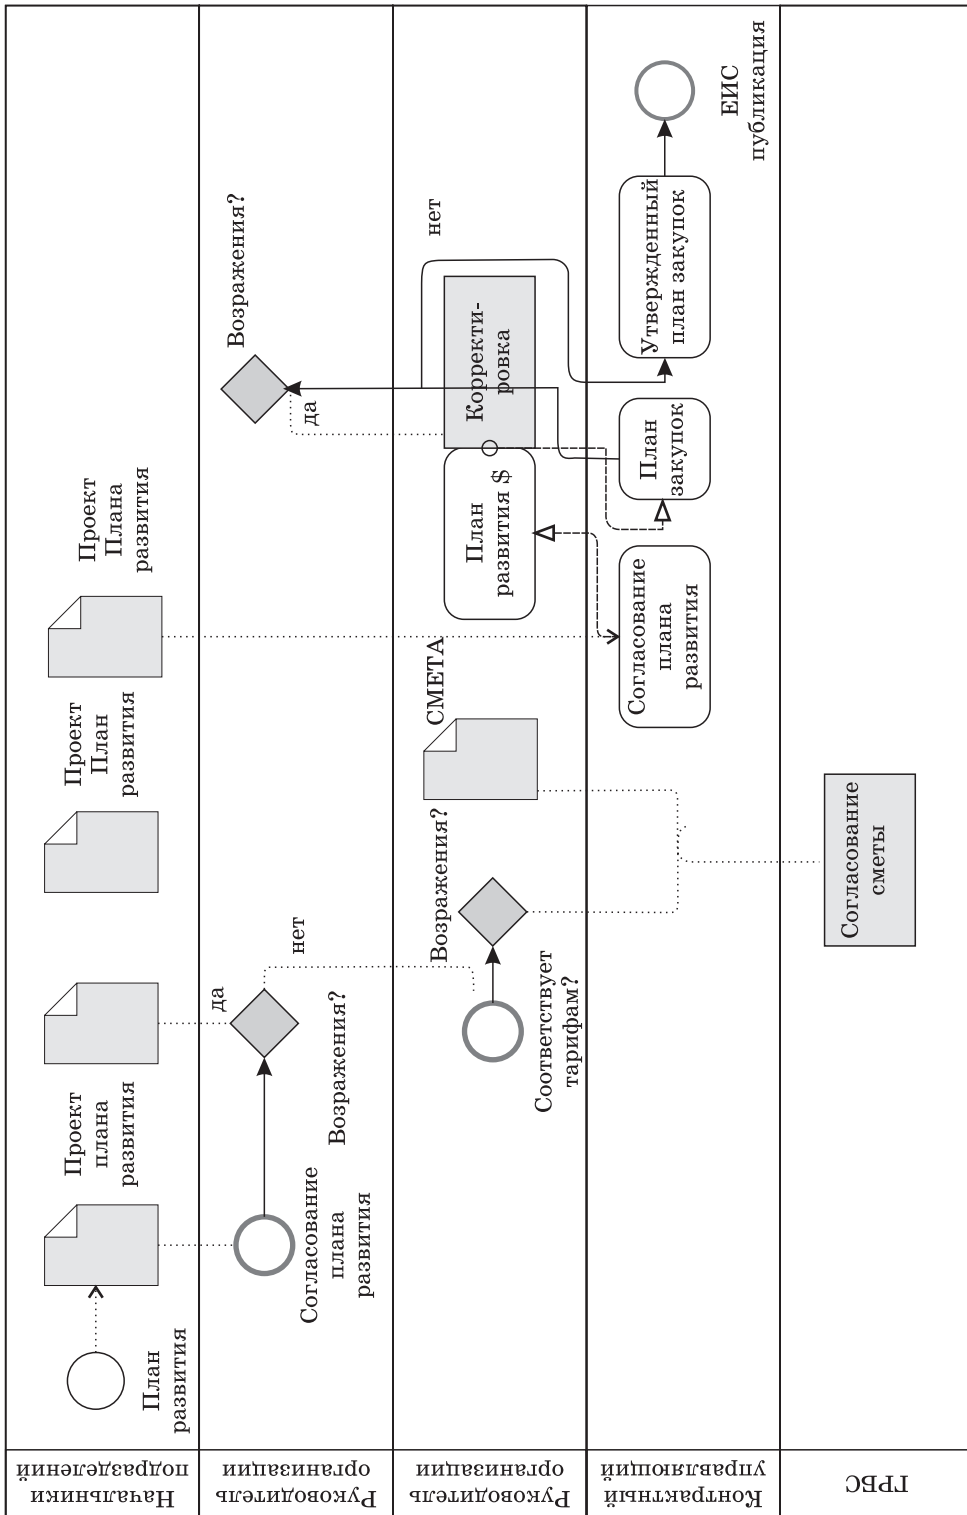 Начальники
подразделений
План
развития
Проект
плана
развития
Проект
План
развития
Проект
Плана
развития
Руководитель
организации
Согласование
плана
развития
Возражения?
да
нет
Возражения?
да
Руководитель
организации
Соответствует
тарифам?
Возражения?
СМЕТА
План
развития $
Корректи-
ровка
нет
Контрактный
управляющий
Согласование
плана
развития
План
закупок
Утвержденный
план закупок
ЕИС
публикация
ГРБС
Согласование
сметы